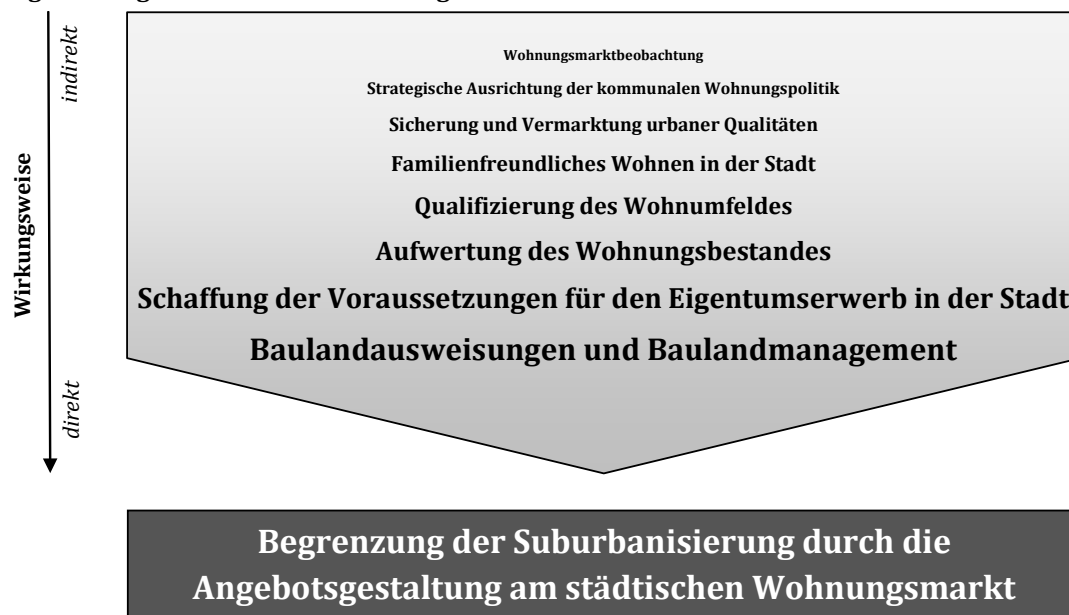 indirekt
Wohnungsmarktbeobachtung
Strategische Ausrichtung der kommunalen Wohnungspolitik
Sicherung und Vermarktung urbaner Qualitäten
Familienfreundliches Wohnen in der Stadt
Wirkungsweise
Qualifizierung des Wohnumfeldes
Aufwertung des Wohnungsbestandes
Schaffung der Voraussetzungen für den Eigentumserwerb in der Stadt
Baulandausweisungen und Baulandmanagement
direkt
Begrenzung der Suburbanisierung durch die
Angebotsgestaltung am städtischen Wohnungsmarkt